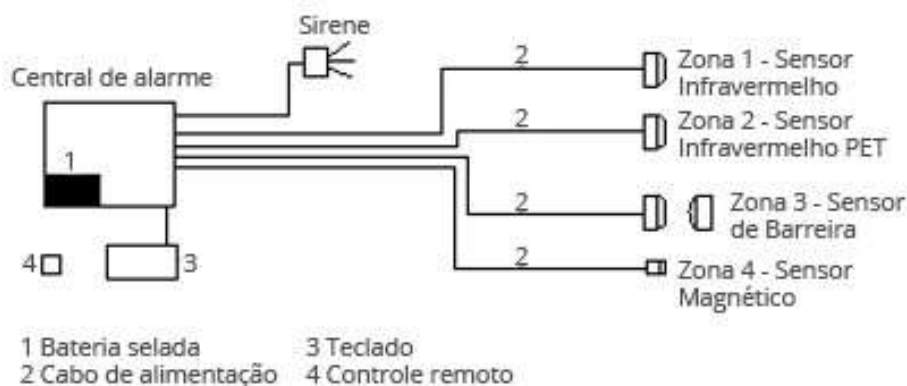 Sirene
Central de alarme
1
4
3
2
Zona 1 - Sensor
Infravermelho
2
Zona 2 - Sensor
Infravermelho PET
2
Zona 3 - Sensor
de Barreira
2
Zona 4 - Sensor
Magnético
1 Bateria selada
3 Teclado
2 Cabo de alimentação
4 Controle remoto